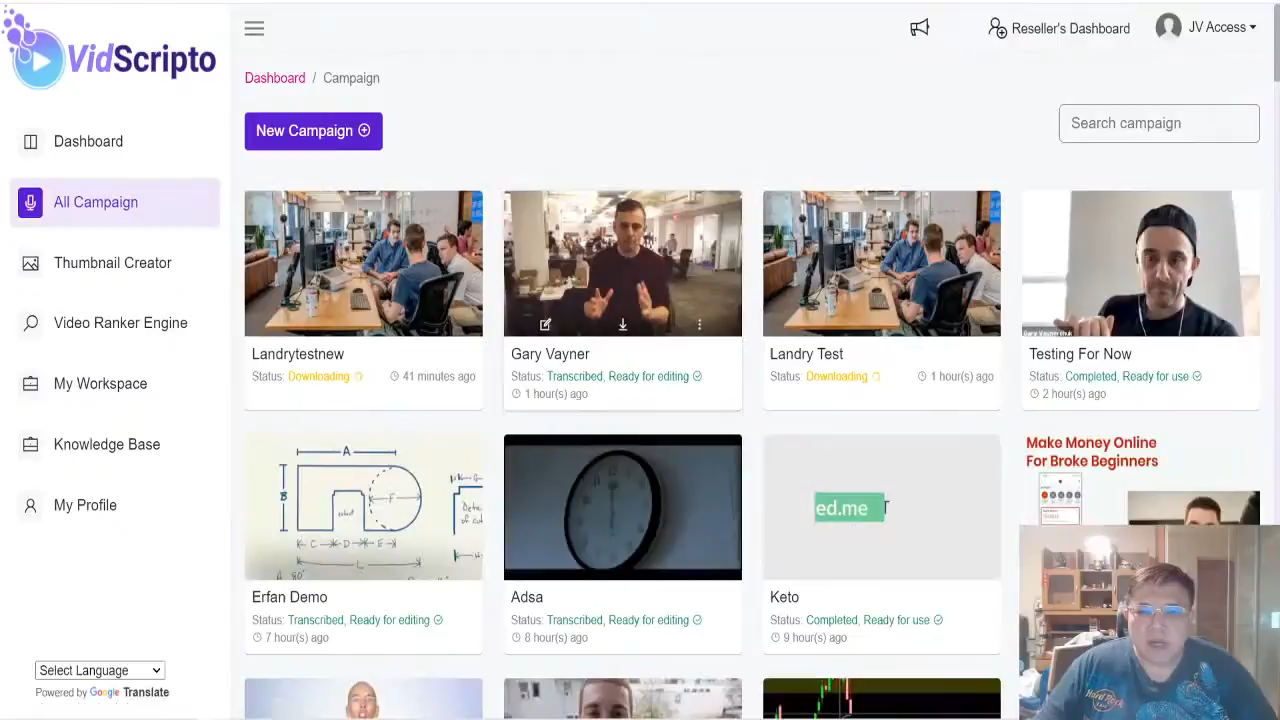 VidScripto
Reseller's Dashboard
JV Access
Dashboard / Campaign
New Campaign
Search campaign
Dashboard
All Campaign
Thumbnail Creator
Video Ranker Engine
My Workspace
Knowledge Base
My Profile
Landrytestnew
Status: Downloading
41 minutes ago
Gary Vayner
Status: Transcribed, Ready for editing
1 hour(s) ago
Landry Test
Status: Downloading
1 hour(s) ago
Testing For Now
Status: Completed, Ready for use
2 hour(s) ago
A
B
F
C
D
E
L
Erfan Demo
Status: Transcribed, Ready for editing
7 hour(s) ago
Adsa
Status: Transcribed, Ready for editing
8 hour(s) ago
ed.me
Keto
Status: Completed, Ready for use
9 hour(s) ago
Make Money Online
For Broke Beginners
Hard Rock
Select Language
Powered by Google Translate